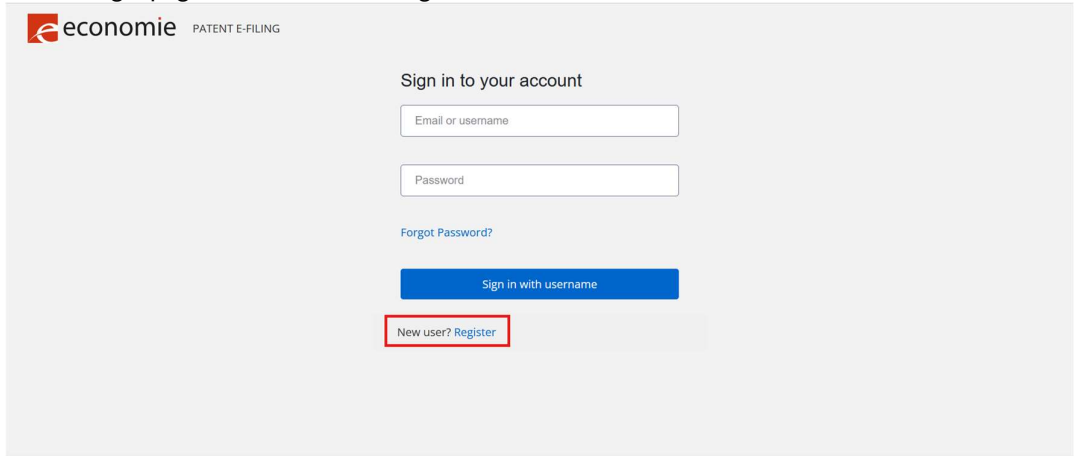 economie PATENT E-FILING
Sign in to your account
Email or username
Password
Forgot Password?
Sign in with username
New user? Register